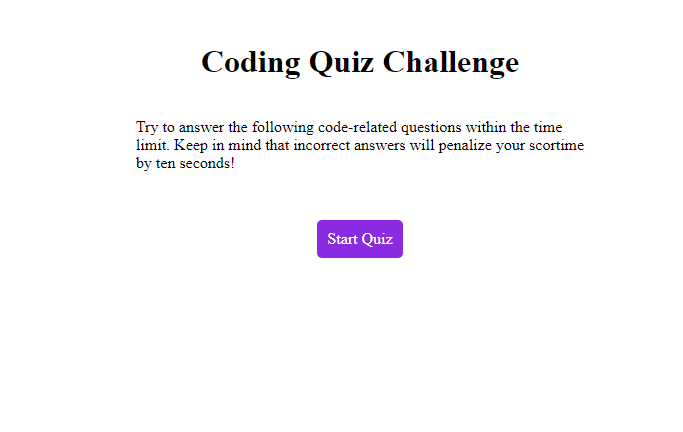 Coding Quiz Challenge
Try to answer the following code-related questions within the time
limit. Keep in mind that incorrect answers will penalize your scortime
by ten seconds!
Start Quiz